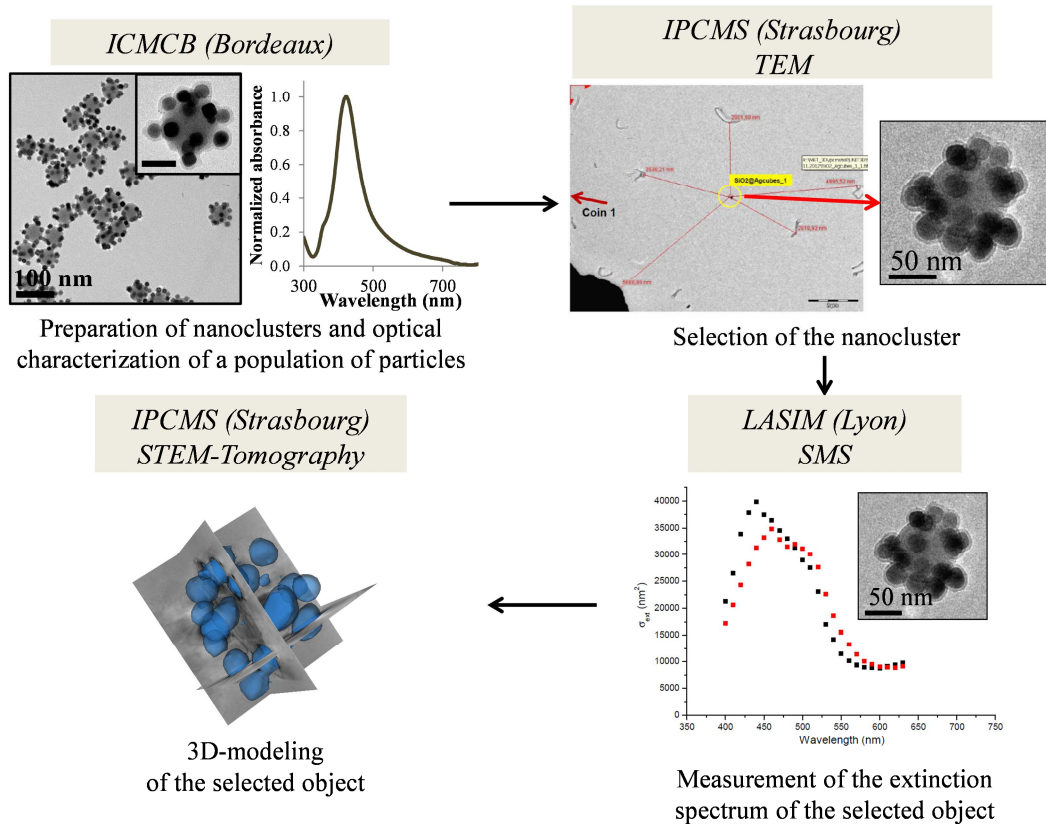 ICMCB (Bordeaux)
100 nm
Normalized absorbance
1.0
0.8
0.6
0.4
0.2
0.0
300
500
700
Wavelength (nm)
Preparation of nanoclusters and optical
characterization of a population of particles
IPCMS (Strasbourg)
TEM
Coin 1
SiO2@Agcubes_1
50 nm
Selection of the nanocluster
IPCMS (Strasbourg)
STEM-Tomography
3D-modeling
of the selected object
LASIM (Lyon)
SMS
40000
35000
30000
25000
20000
15000
10000
5000
0
σext (nm²)
350
400
450
500
550
600
650
700
750
Wavelength (nm)
50 nm
Measurement of the extinction
spectrum of the selected object